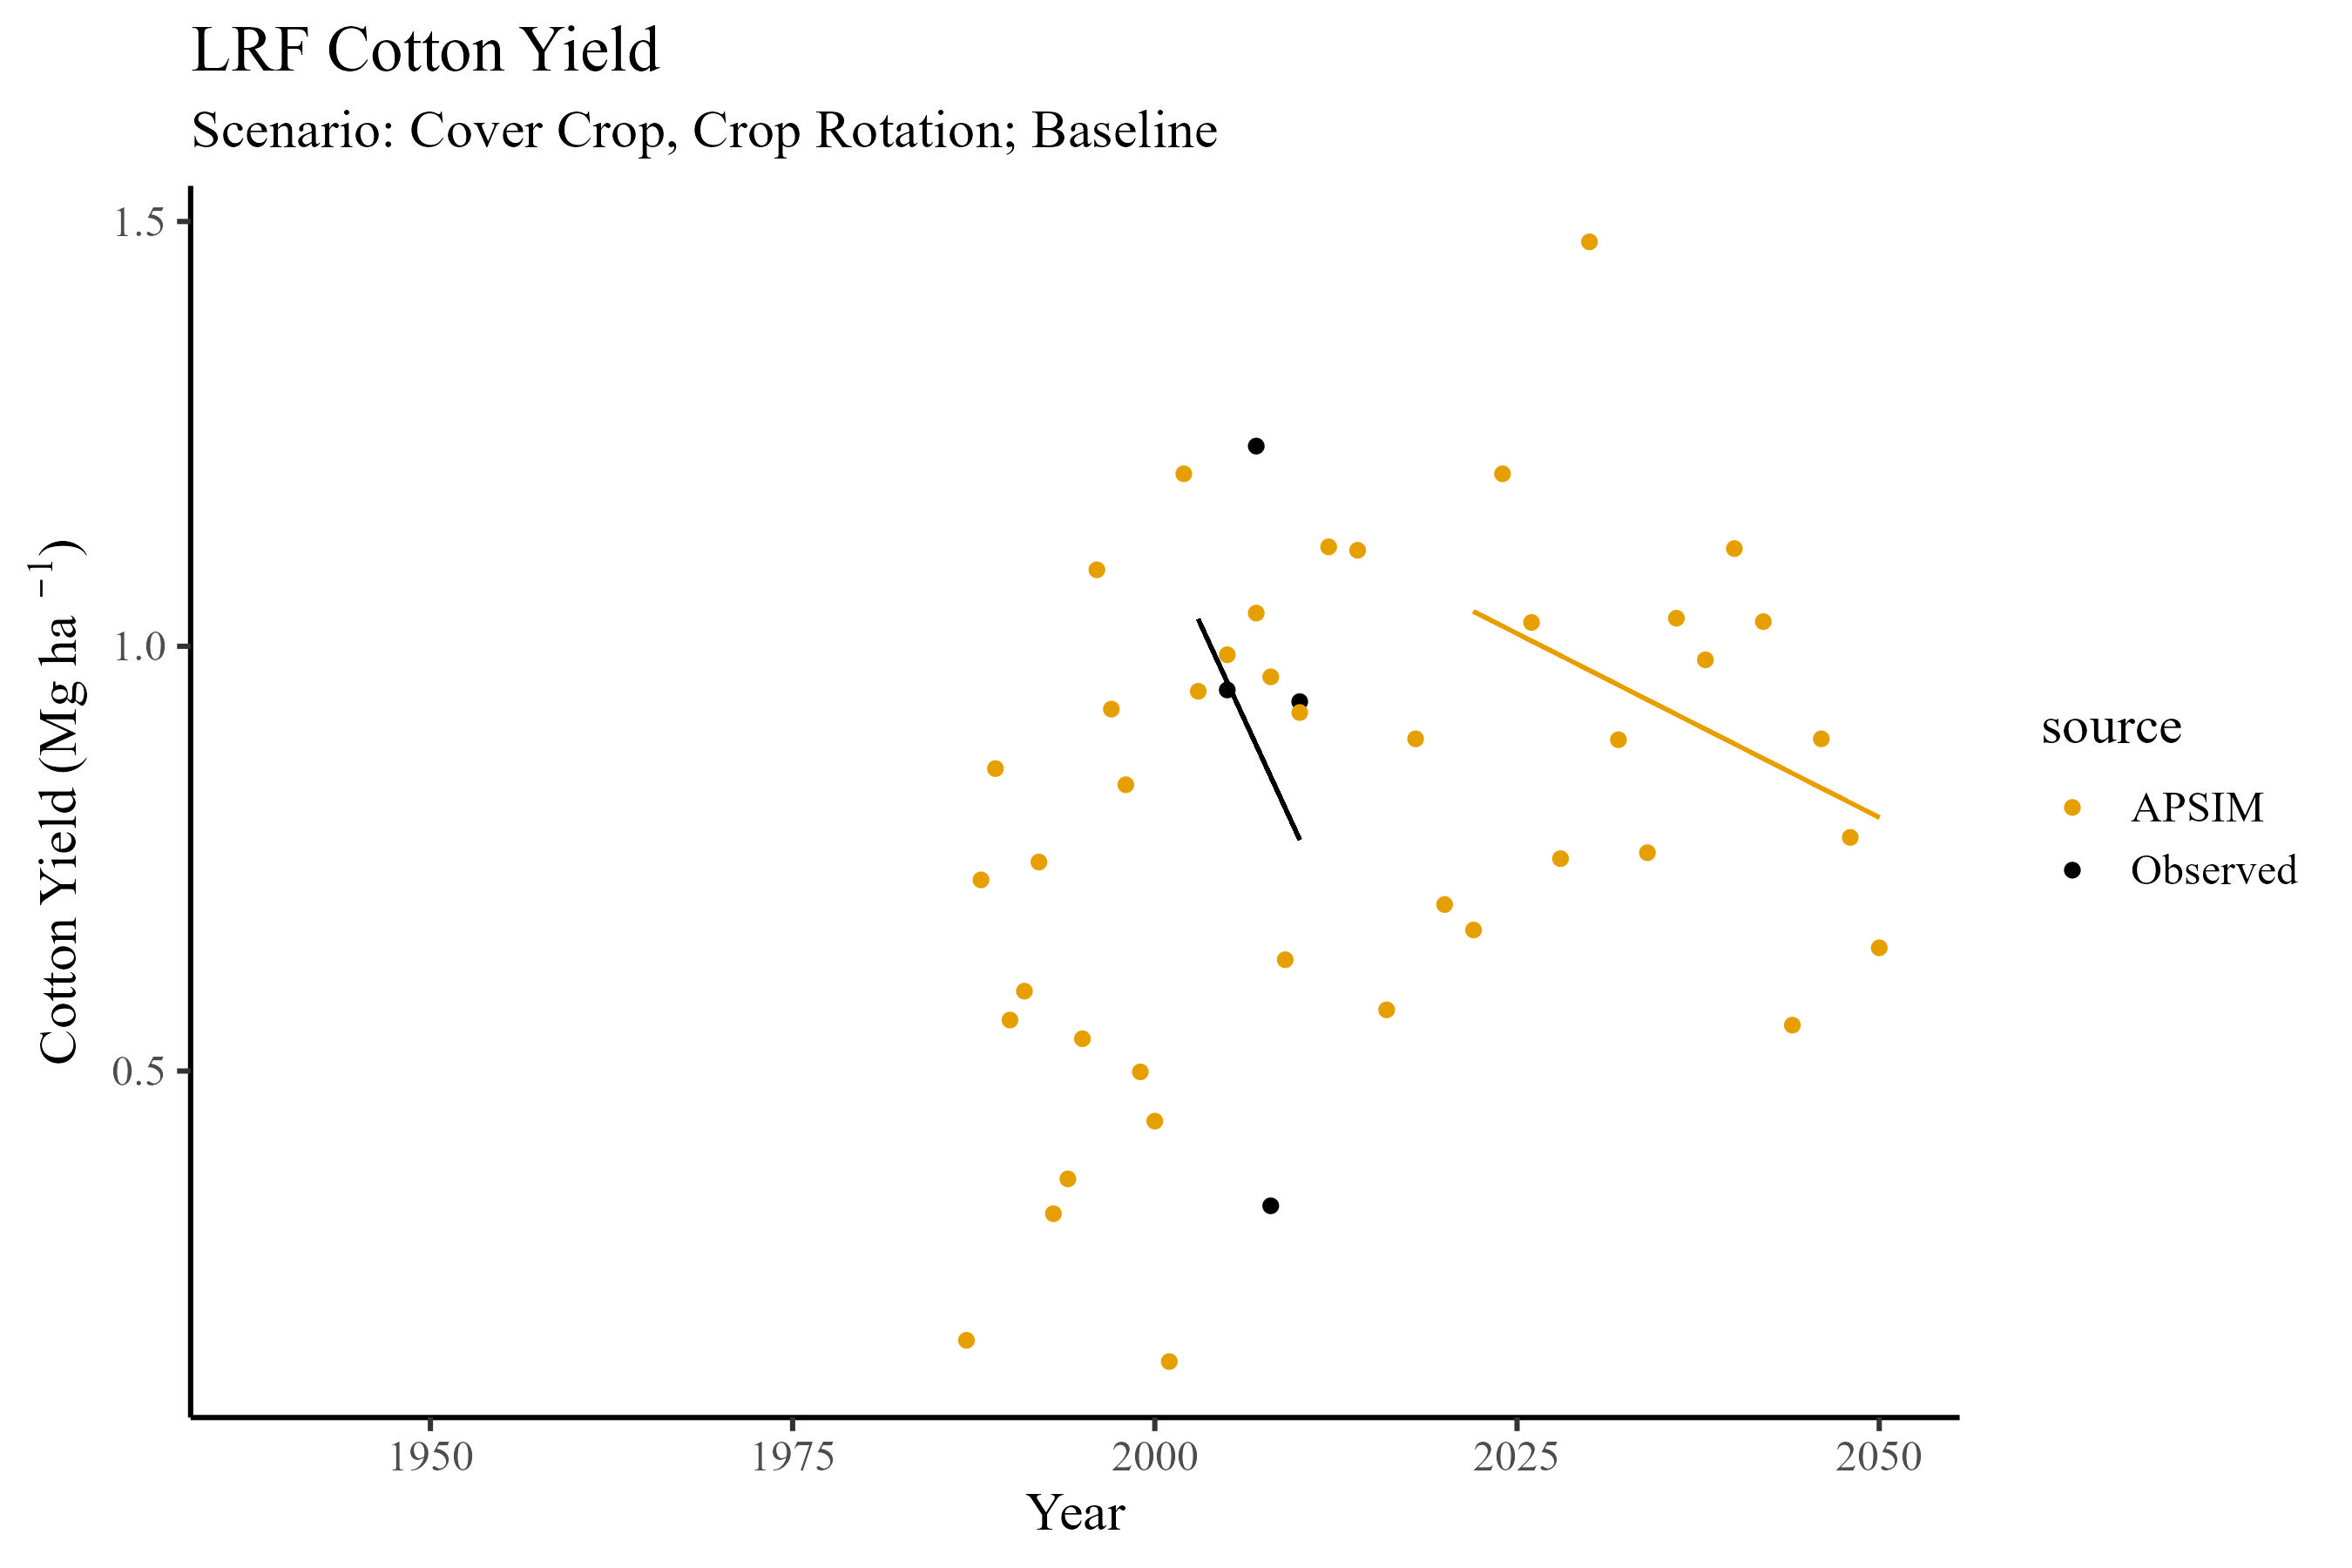 LRF Cotton Yield
Scenario: Cover Crop, Crop Rotation; Baseline
1.5
1.0
0.5
Cotton Yield (Mg ha −1)
1950
1975
2000
2025
2050
Year
source
APSIM
Observed